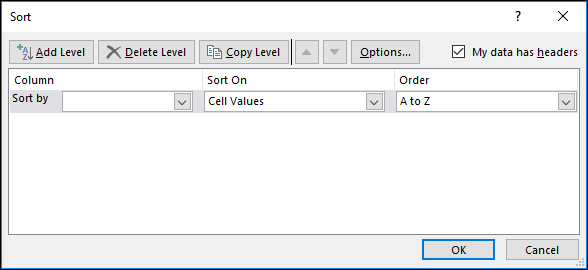 Sort
?
Add Level Delete Level Copy Level Options... My data has headers
Column Sort On Order
Sort by Cell Values A to Z
OK Cancel